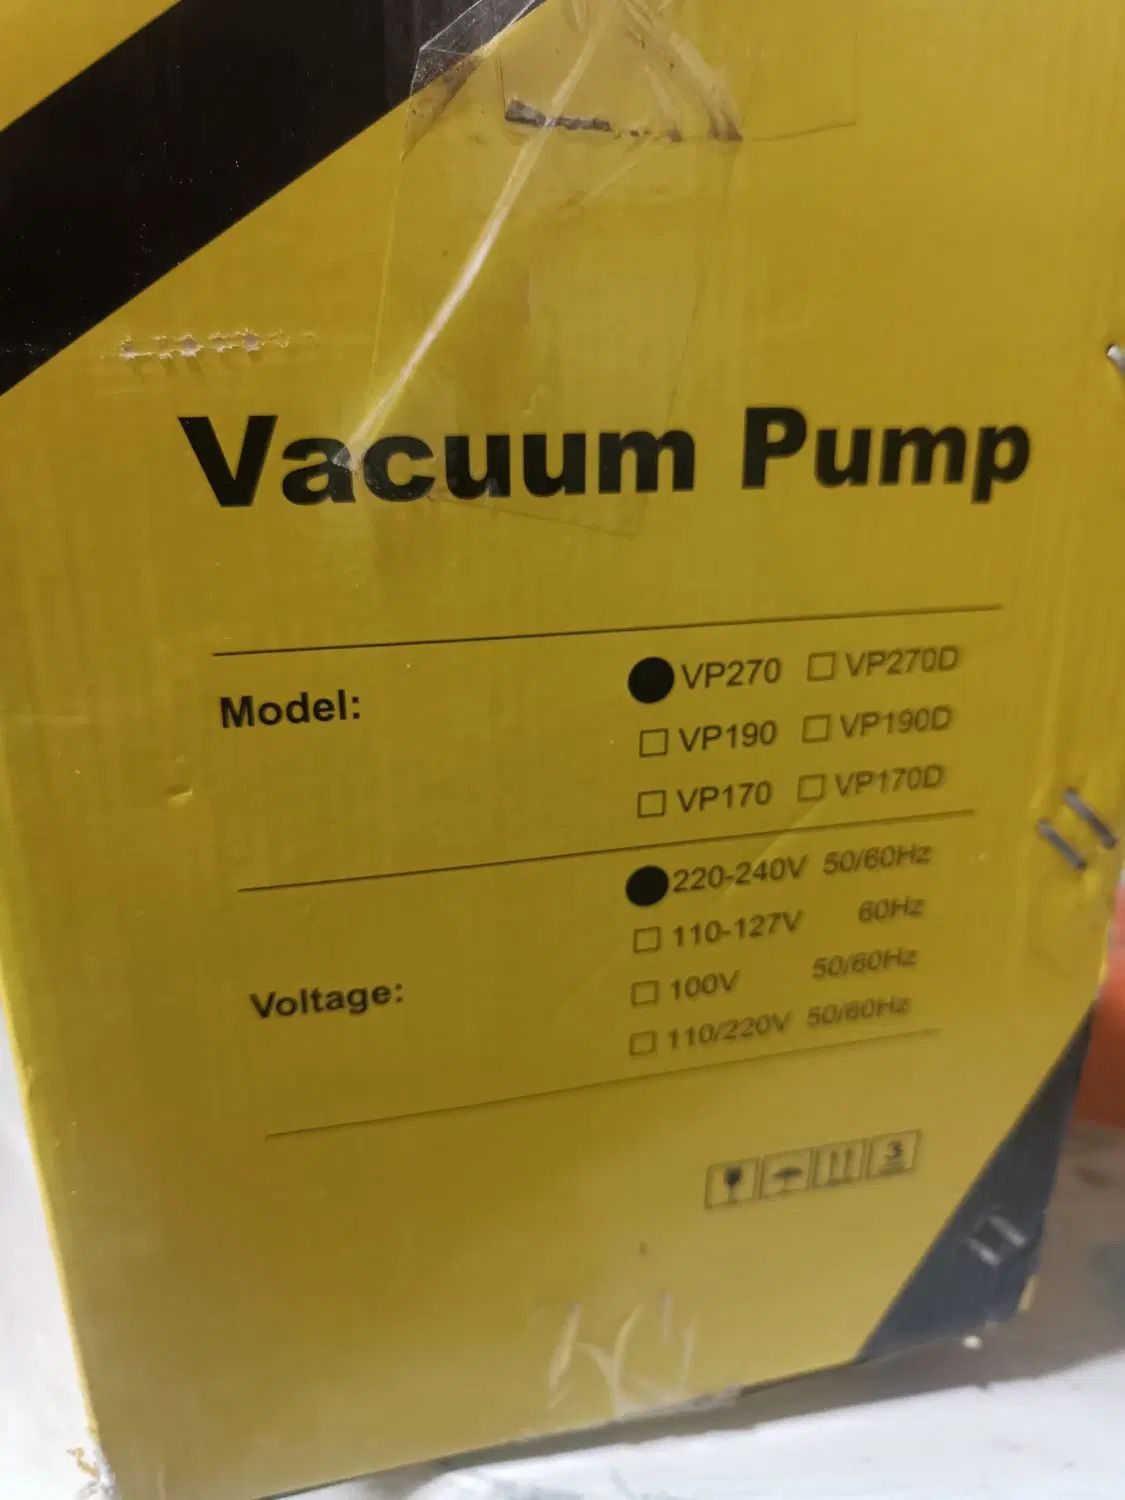 Vacuum Pump
Model:
VP270 VP270D
VP190 VP190D
VP170 VP170D
Voltage:
220-240V 50/60Hz
110-127V 60Hz
100V 50/60Hz
110/220V 50/60Hz
3